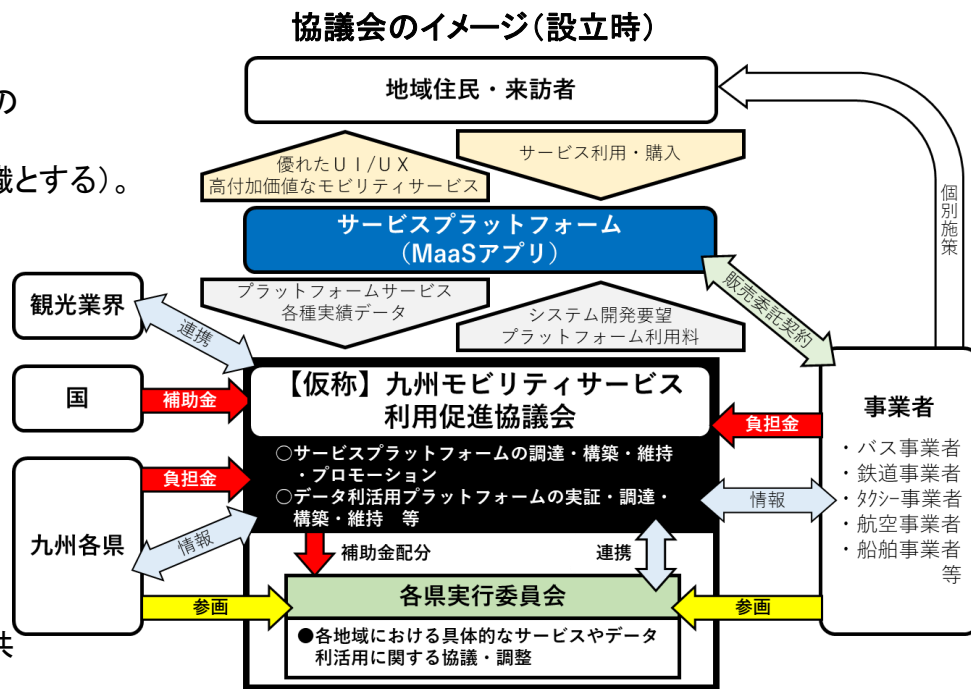 協議会のイメージ（設立時）
の
職とする）。
地域住民・来訪者
優れたＵＩ/ＵＸ
高付加価値なモビリティサービス
サービス利用・購入
個別施策
サービスプラットフォーム
（MaaSアプリ）
プラットフォームサービス
各種実績データ
システム開発要望
プラットフォーム利用料
販売委託契約
観光業界
連携
国
補助金
【仮称】九州モビリティサービス
利用促進協議会
○サービスプラットフォームの調達・構築・維持
・プロモーション
○データ利活用プラットフォームの実証・調達・
構築・維持　等
負担金
事業者
・バス事業者
・鉄道事業者
・ﾀｸｼｰ事業者
・航空事業者
・船舶事業者
等
負担金
九州各県
情報
情報
補助金配分
連携
参画
各県実行委員会
参画
●各地域における具体的なサービスやデータ
利活用に関する協議・調整
共